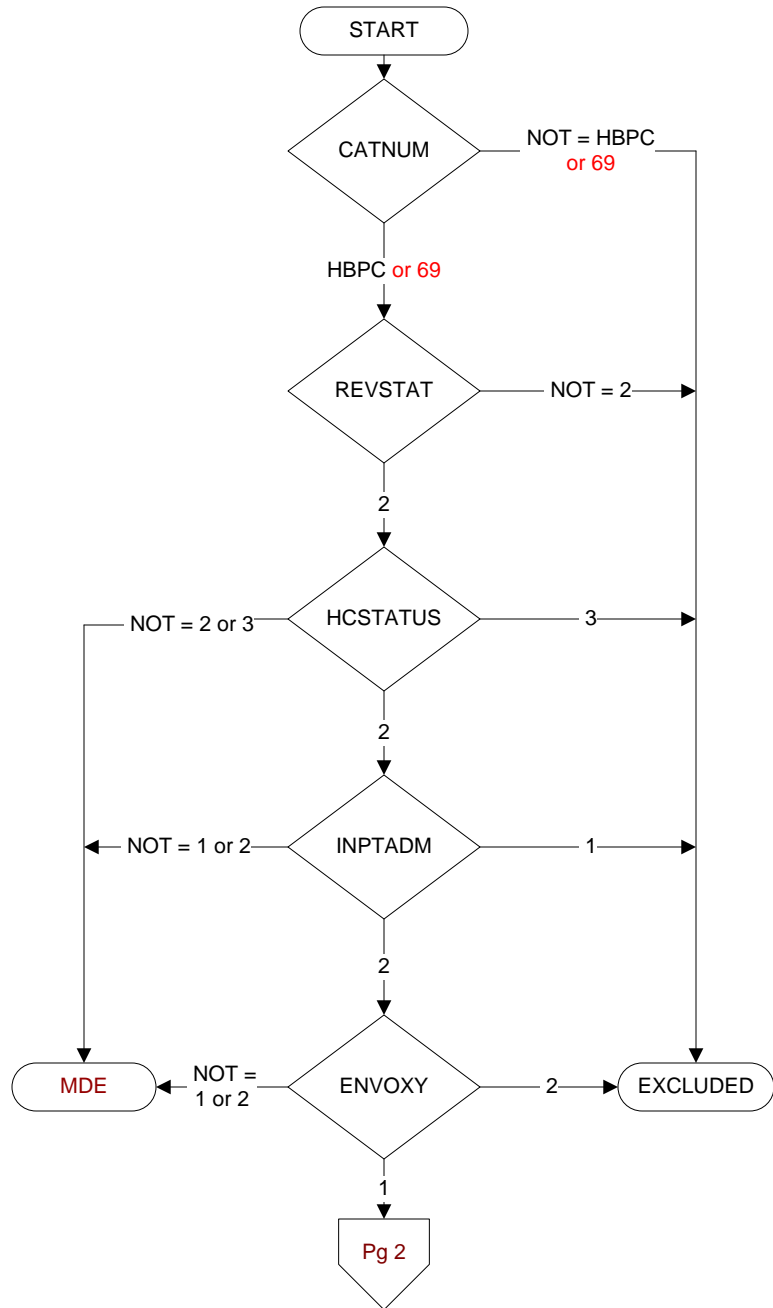 START
CATNUM
NOT = HBPC
or 69
HBPC or 69
REVSTAT
NOT = 2
2
HCSTATUS
NOT = 2 or 3
3
2
INPTADM
NOT = 1 or 2
1
2
MDE
NOT =
1 or 2
ENVOXY
2
EXCLUDED
1
Pg 2